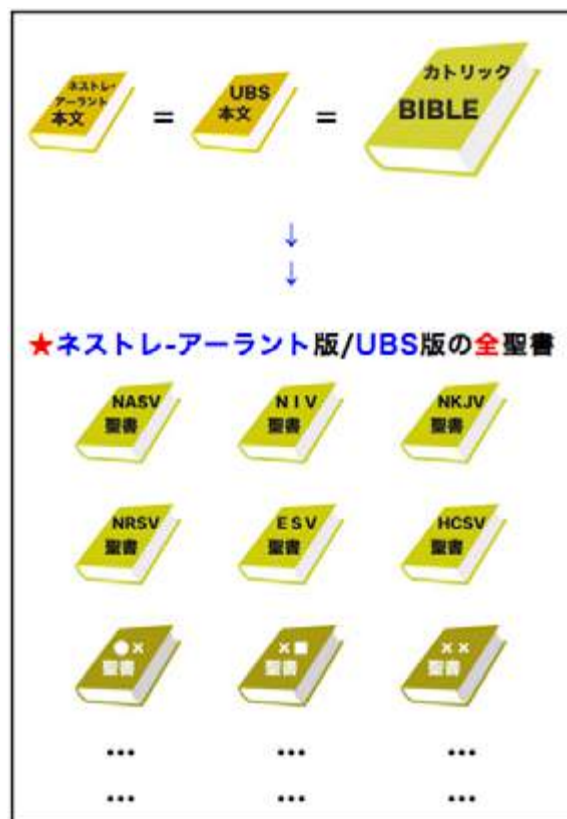 ネストレ-
アーラント
本文
=
UBS
本文
=
カトリック
BIBLE
↓
↓
★ネストレ-アーラント版/UBS版の全聖書
NASV
聖書
NIV
聖書
NKJV
聖書
NRSV
聖書
ESV
聖書
HCSV
聖書
●×
聖書
×■
聖書
××
聖書
… … …
… … …